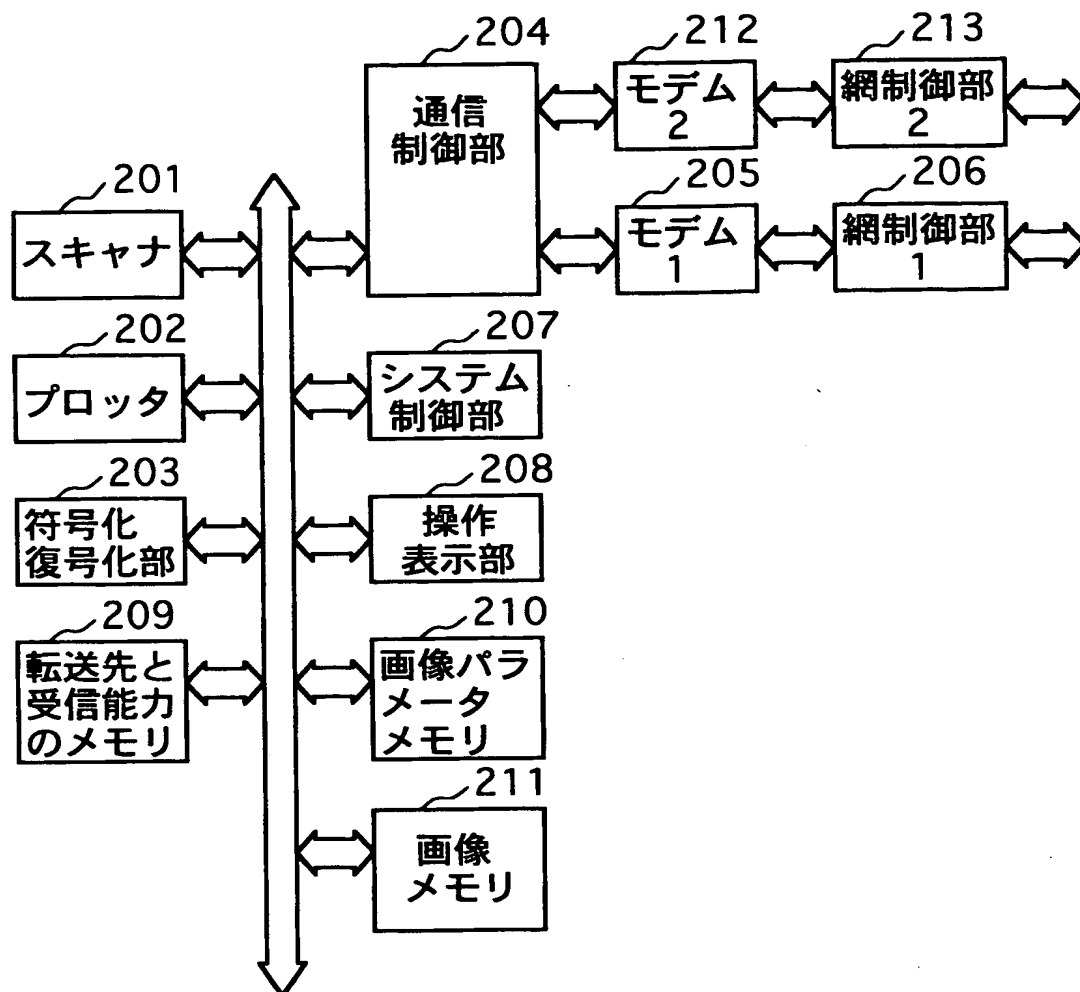 204
通信
制御部
212
モデム
2
213
網制御部
2
201
スキャナ
205
モデム
1
206
網制御部
1
202
プロッタ
207
システム
制御部
203
符号化
復号化部
208
操作
表示部
209
転送先と
受信能力
のメモリ
210
画像パラ
メータ
メモリ
211
画像
メモリ